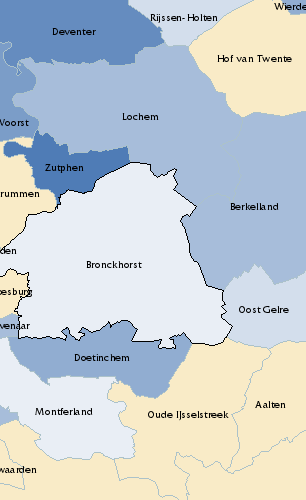 Wierde
Rijssen-Holten
Deventer
Hof van Twente
Lochem
Voorst
Zutphen
rummen
Berkelland
den
Bronckhorst
esburg
Oost Gelre
venaar
Doetinchem
Montferland
Oude IJsselstreek
Aalten
waarden